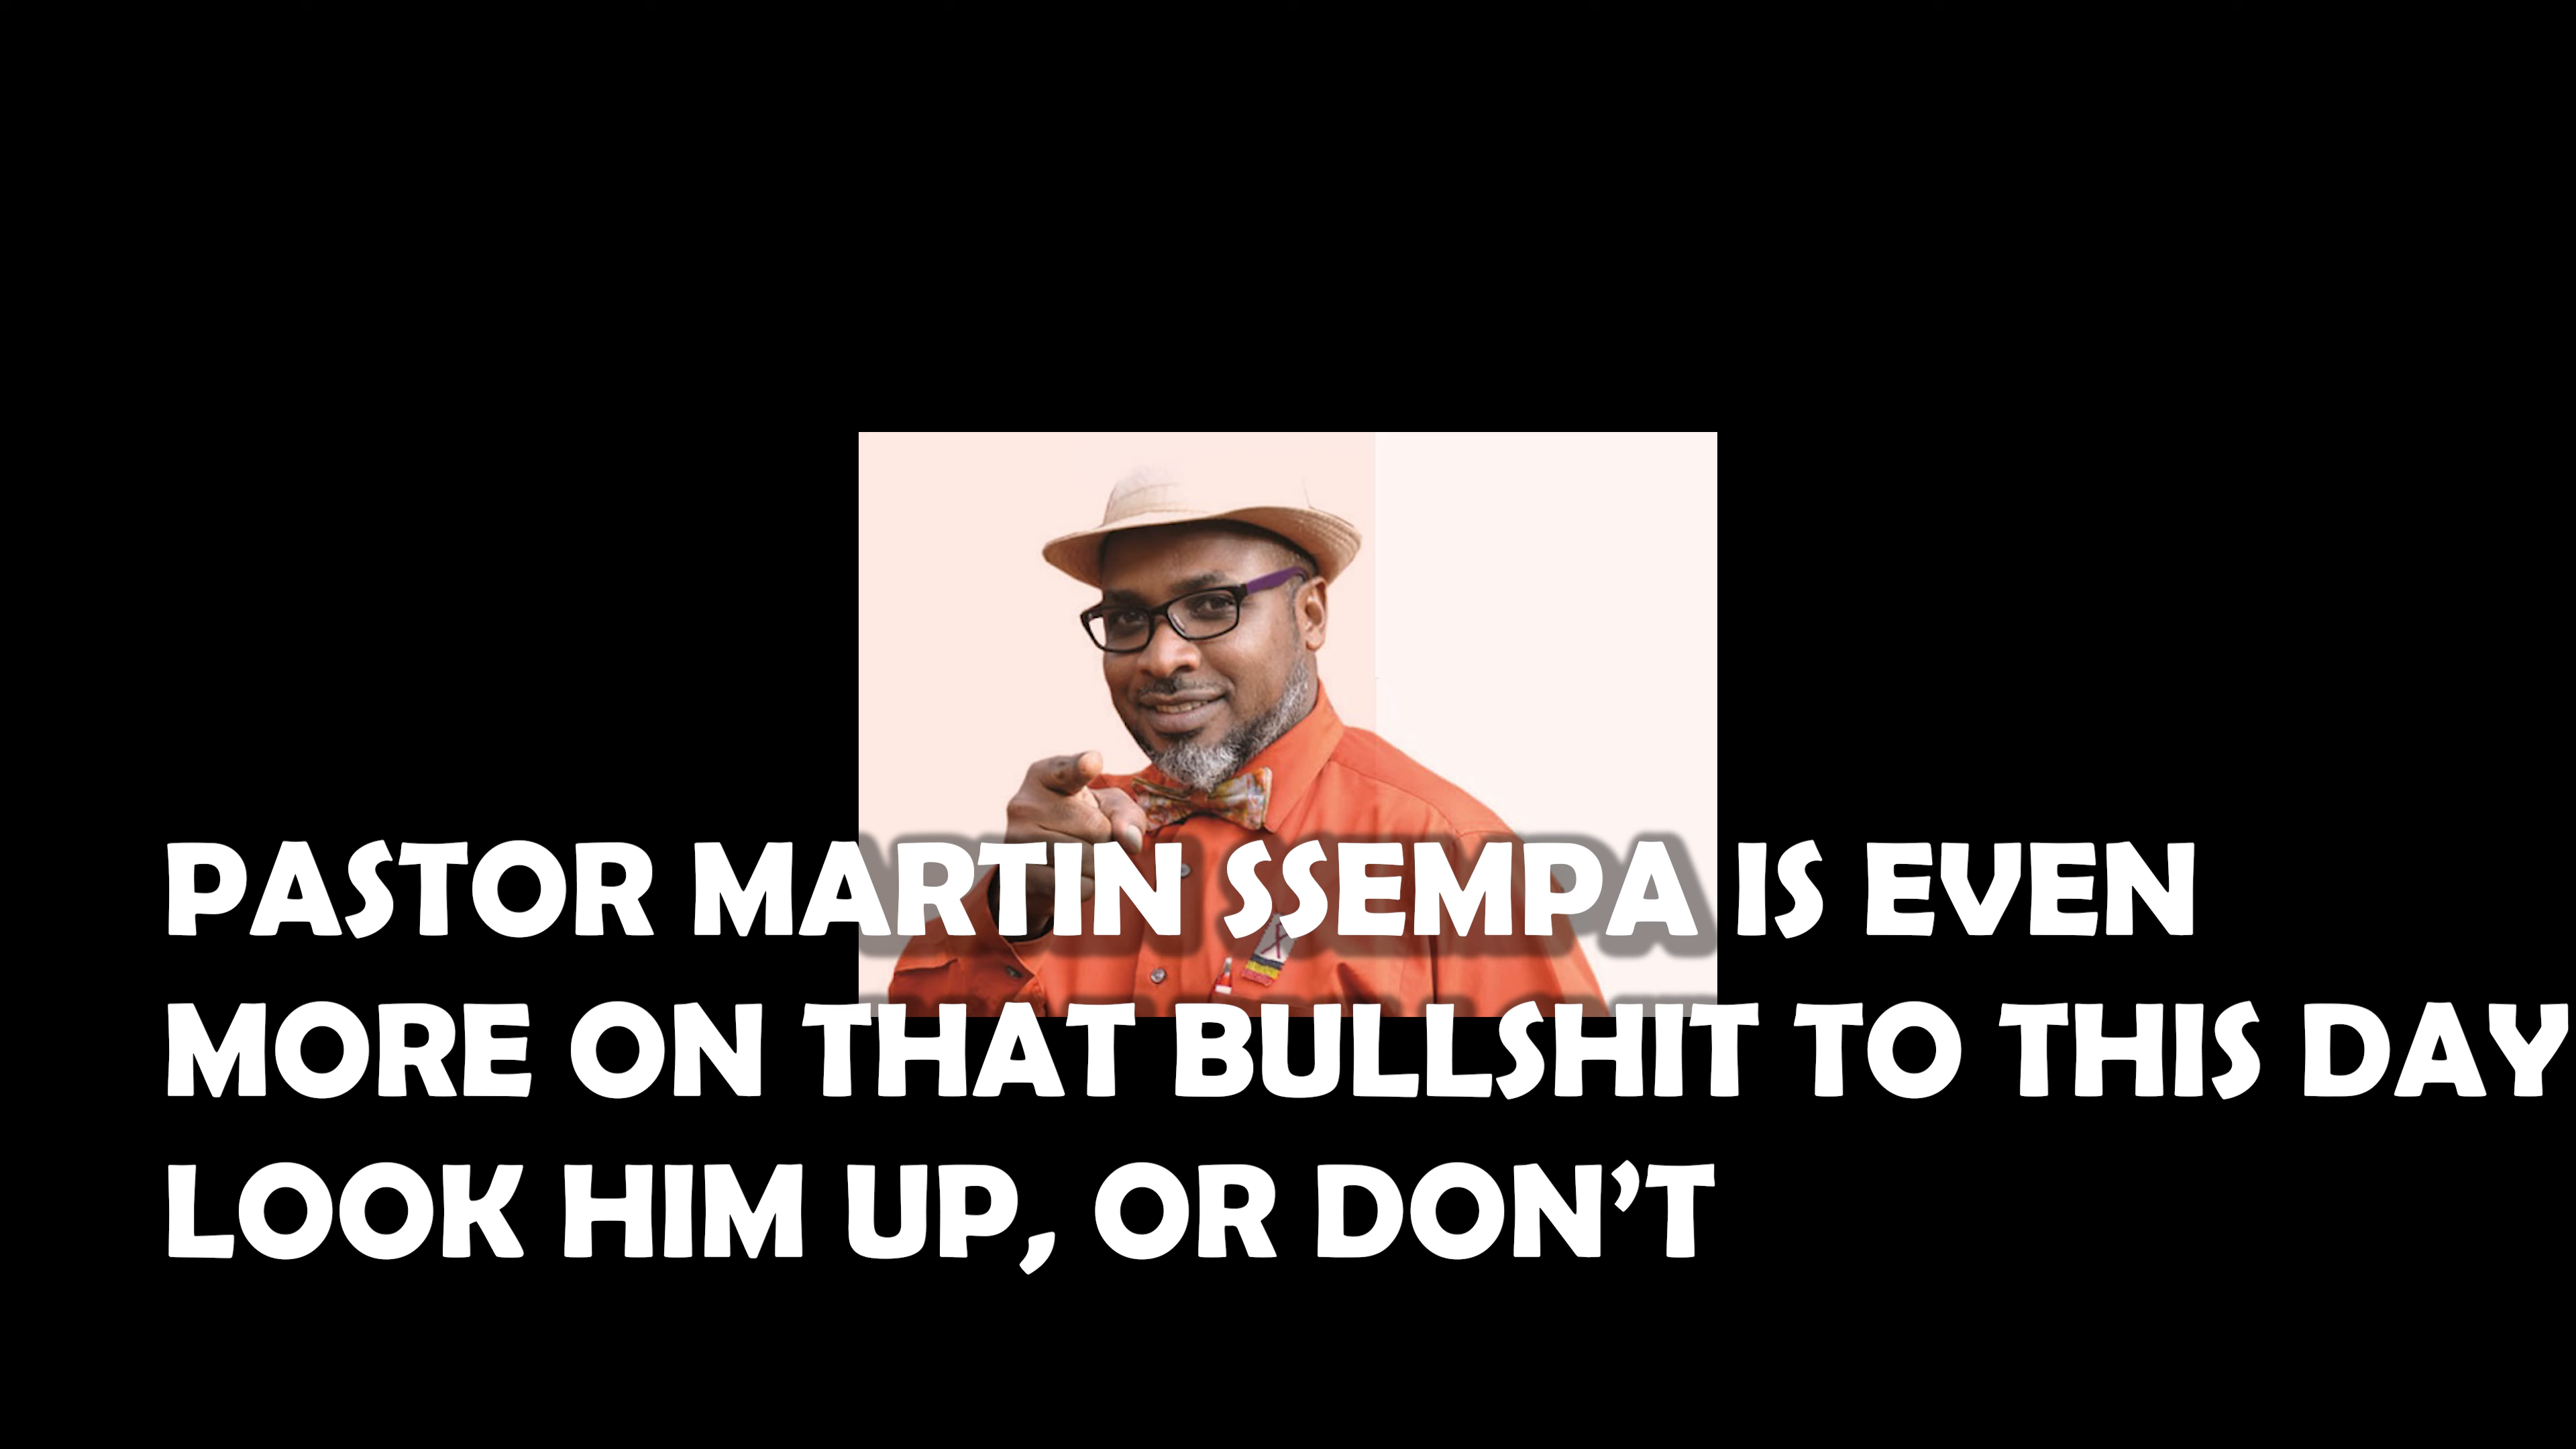 PASTOR MARTIN SSEMPA IS EVEN
MORE ON THAT BULLSHIT TO THIS DAY
LOOK HIM UP, OR DON’T